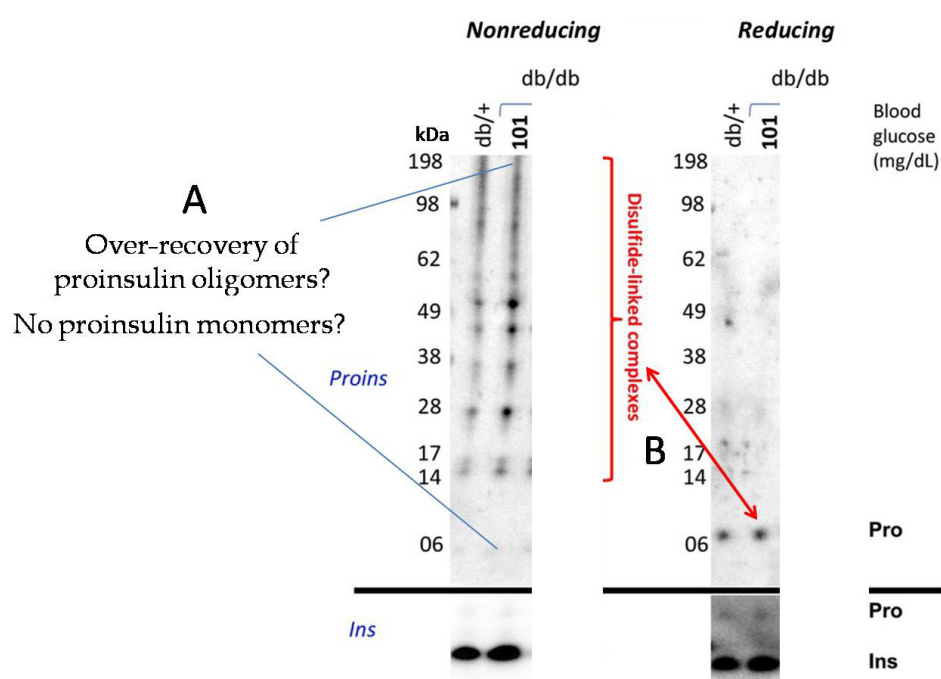 Nonreducing
Reducing
db/db
db/db
kDa
db/+
101
db/+
101
Blood
glucose
(mg/dL)
198
98
62
49
38
28
17
14
06
198
98
62
49
38
28
17
14
06
A
Over-recovery of
proinsulin oligomers?
No proinsulin monomers?
Proins
Disulfide-linked complexes
B
Pro
Ins
Pro
Ins